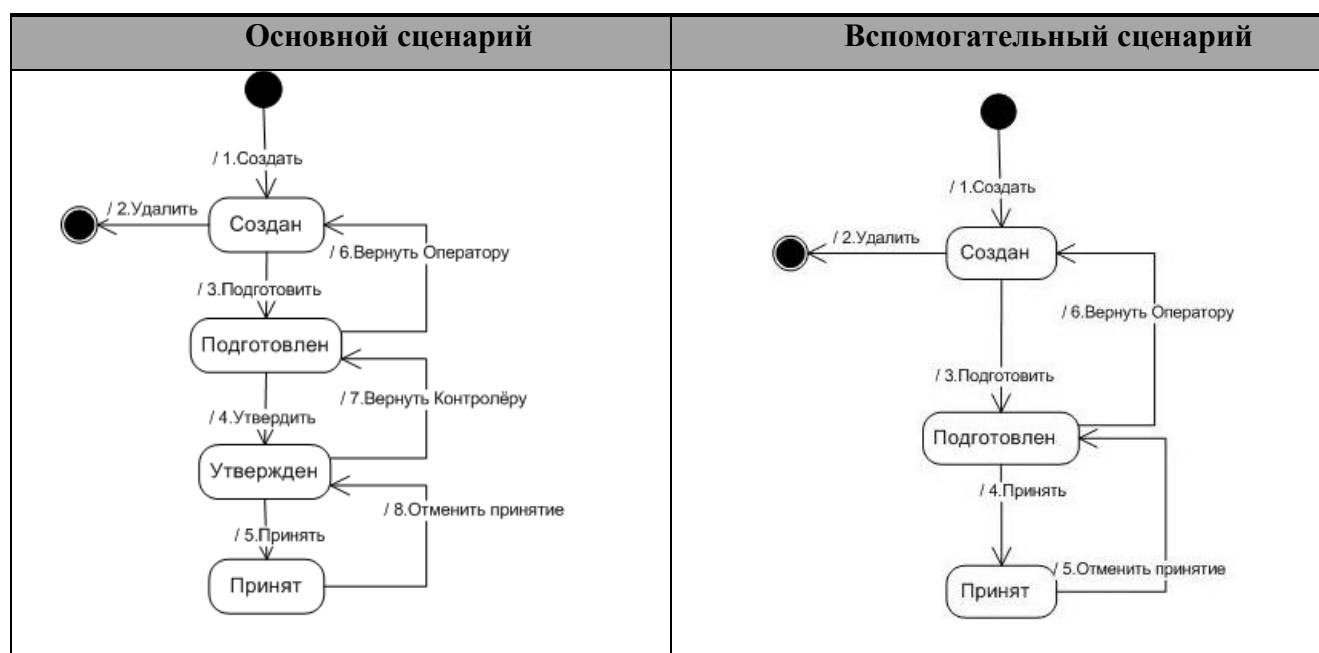 Основной сценарий
/ 1.Создать
/ 2.Удалить
Создан
/ 6.Вернуть Оператору
/ 3.Подготовить
Подготовлен
/ 7.Вернуть Контролёру
/ 4.Утвердить
Утвержден
/ 8.Отменить принятие
/ 5.Принять
Принят
Вспомогательный сценарий
/ 1.Создать
/ 2.Удалить
Создан
/ 6.Вернуть Оператору
/ 3.Подготовить
Подготовлен
/ 4.Принять
/ 5.Отменить принятие
Принят